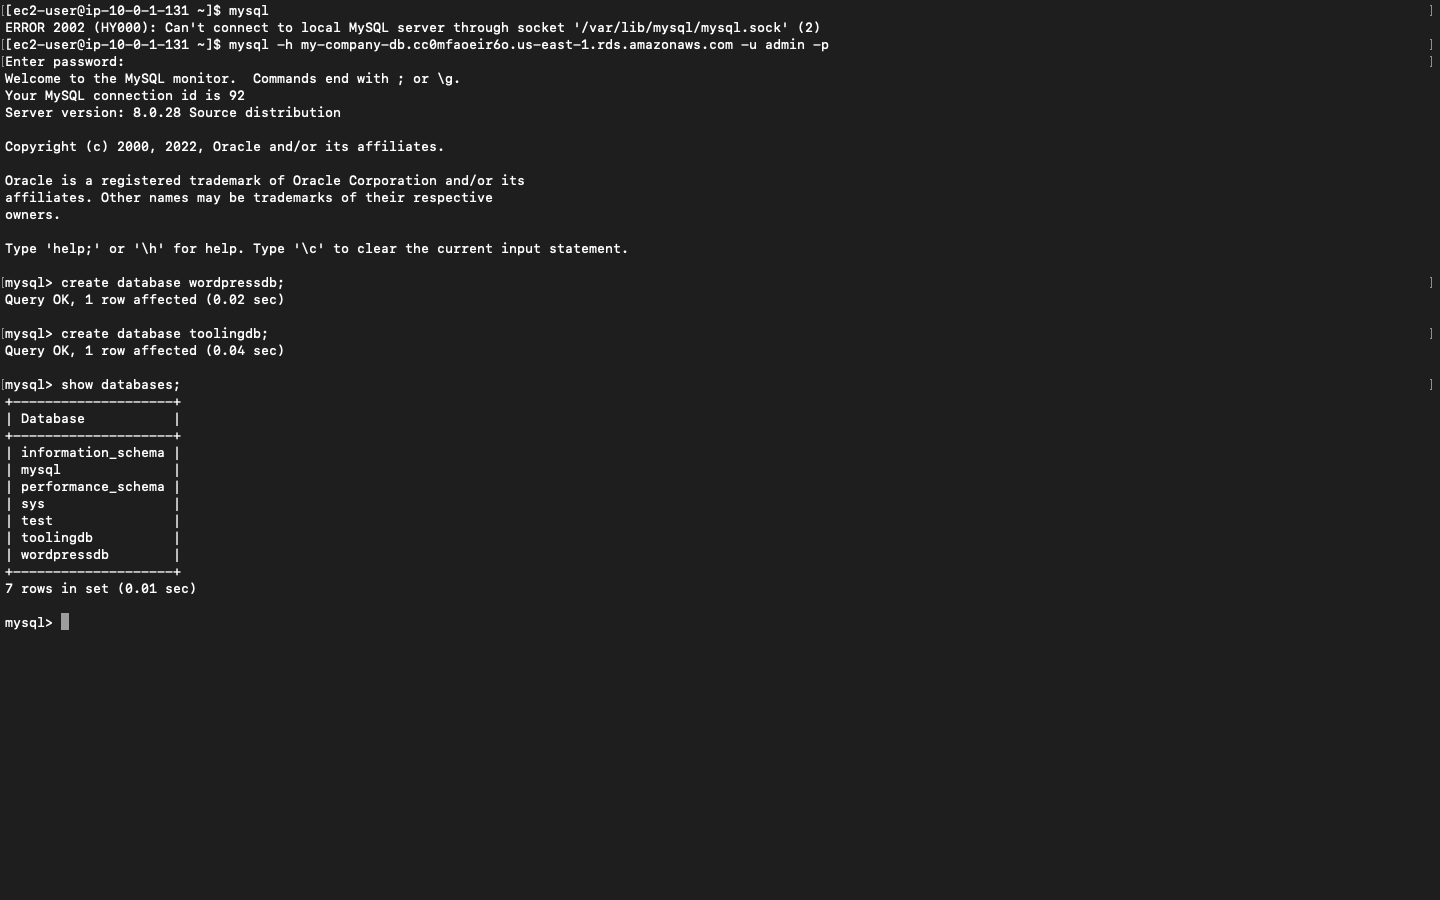 [[ec2-user@ip-10-0-1-131 ~]$ mysql ]
ERROR 2002 (HY000): Can't connect to local MySQL server through socket '/var/lib/mysql/mysql.sock' (2)
[[ec2-user@ip-10-0-1-131 ~]$ mysql -h my-company-db.cc0mfaoeir6o.us-east-1.rds.amazonaws.com -u admin -p ]
[Enter password: ]
Welcome to the MySQL monitor.  Commands end with ; or \g.
Your MySQL connection id is 92
Server version: 8.0.28 Source distribution

Copyright (c) 2000, 2022, Oracle and/or its affiliates.

Oracle is a registered trademark of Oracle Corporation and/or its
affiliates. Other names may be trademarks of their respective
owners.

Type 'help;' or '\h' for help. Type '\c' to clear the current input statement.

[mysql> create database wordpressdb; ]
Query OK, 1 row affected (0.02 sec)

[mysql> create database toolingdb; ]
Query OK, 1 row affected (0.04 sec)

[mysql> show databases; ]
+--------------------+
| Database           |
+--------------------+
| information_schema |
| mysql              |
| performance_schema |
| sys                |
| test               |
| toolingdb          |
| wordpressdb        |
+--------------------+
7 rows in set (0.01 sec)

mysql>